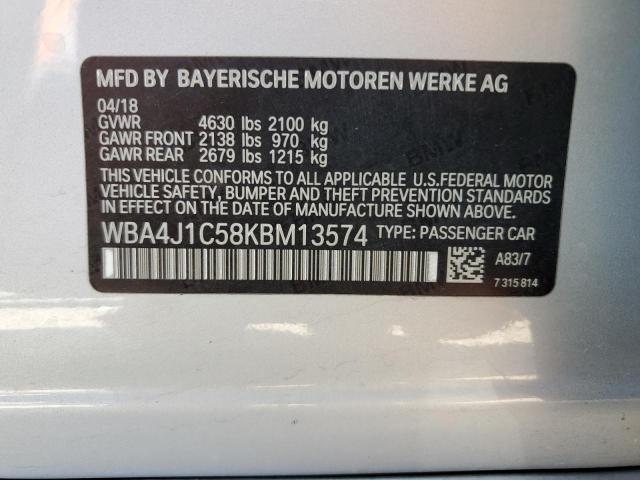 MFD BY BAYERISCHE MOTOREN WERKE AG
04/18
GVWR 4630 lbs 2100 kg
GAWR FRONT 2138 lbs 970 kg
GAWR REAR 2679 lbs 1215 kg
THIS VEHICLE CONFORMS TO ALL APPLICABLE U.S.FEDERAL MOTOR
VEHICLE SAFETY, BUMPER AND THEFT PREVENTION STANDARDS
IN EFFECT ON THE DATE OF MANUFACTURE SHOWN ABOVE.
WBA4J1C58KBM13574 TYPE: PASSENGER CAR
A83/7
7 315 814